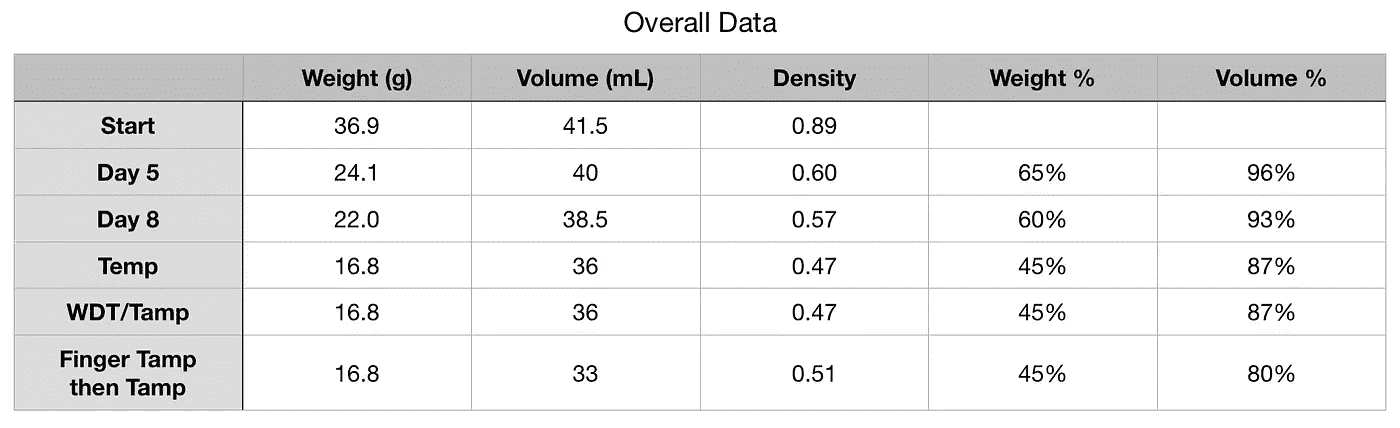 Overall Data
Weight (g) Volume (mL) Density Weight % Volume %
Start 36.9 41.5 0.89
Day 5 24.1 40 0.60 65% 96%
Day 8 22.0 38.5 0.57 60% 93%
Temp 16.8 36 0.47 45% 87%
WDT/Tamp 16.8 36 0.47 45% 87%
Finger Tamp
then Tamp 16.8 33 0.51 45% 80%